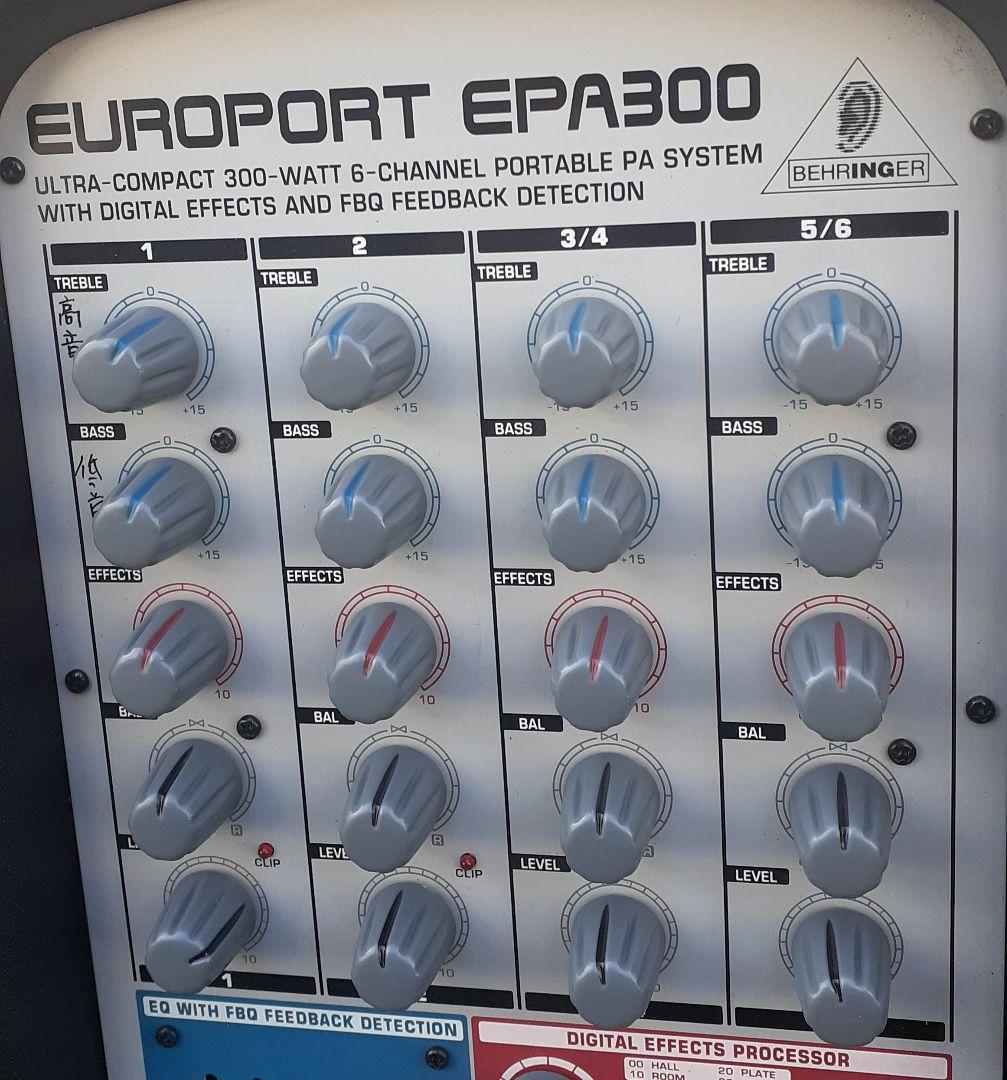 EUROPORT EPA300
BEHRINGER
ULTRA-COMPACT 300-WATT 6-CHANNEL PORTABLE PA SYSTEM
WITH DIGITAL EFFECTS AND FBQ FEEDBACK DETECTION
1 2 3/4 5/6
TREBLE TREBLE TREBLE TREBLE
0 0 0 0
高音
+15 +15 +15 -15 +15
BASS BASS BASS BASS
0 0 0 0
低
+15 +15 +15
EFFECTS EFFECTS EFFECTS EFFECTS
10 10 10
BAL BAL BAL
R R R
CLIP CLIP
LEVEL LEVEL
10 10
1
EQ WITH FBQ FEEDBACK DETECTION
DIGITAL EFFECTS PROCESSOR
00 HALL 20 PLATE
10 ROOM